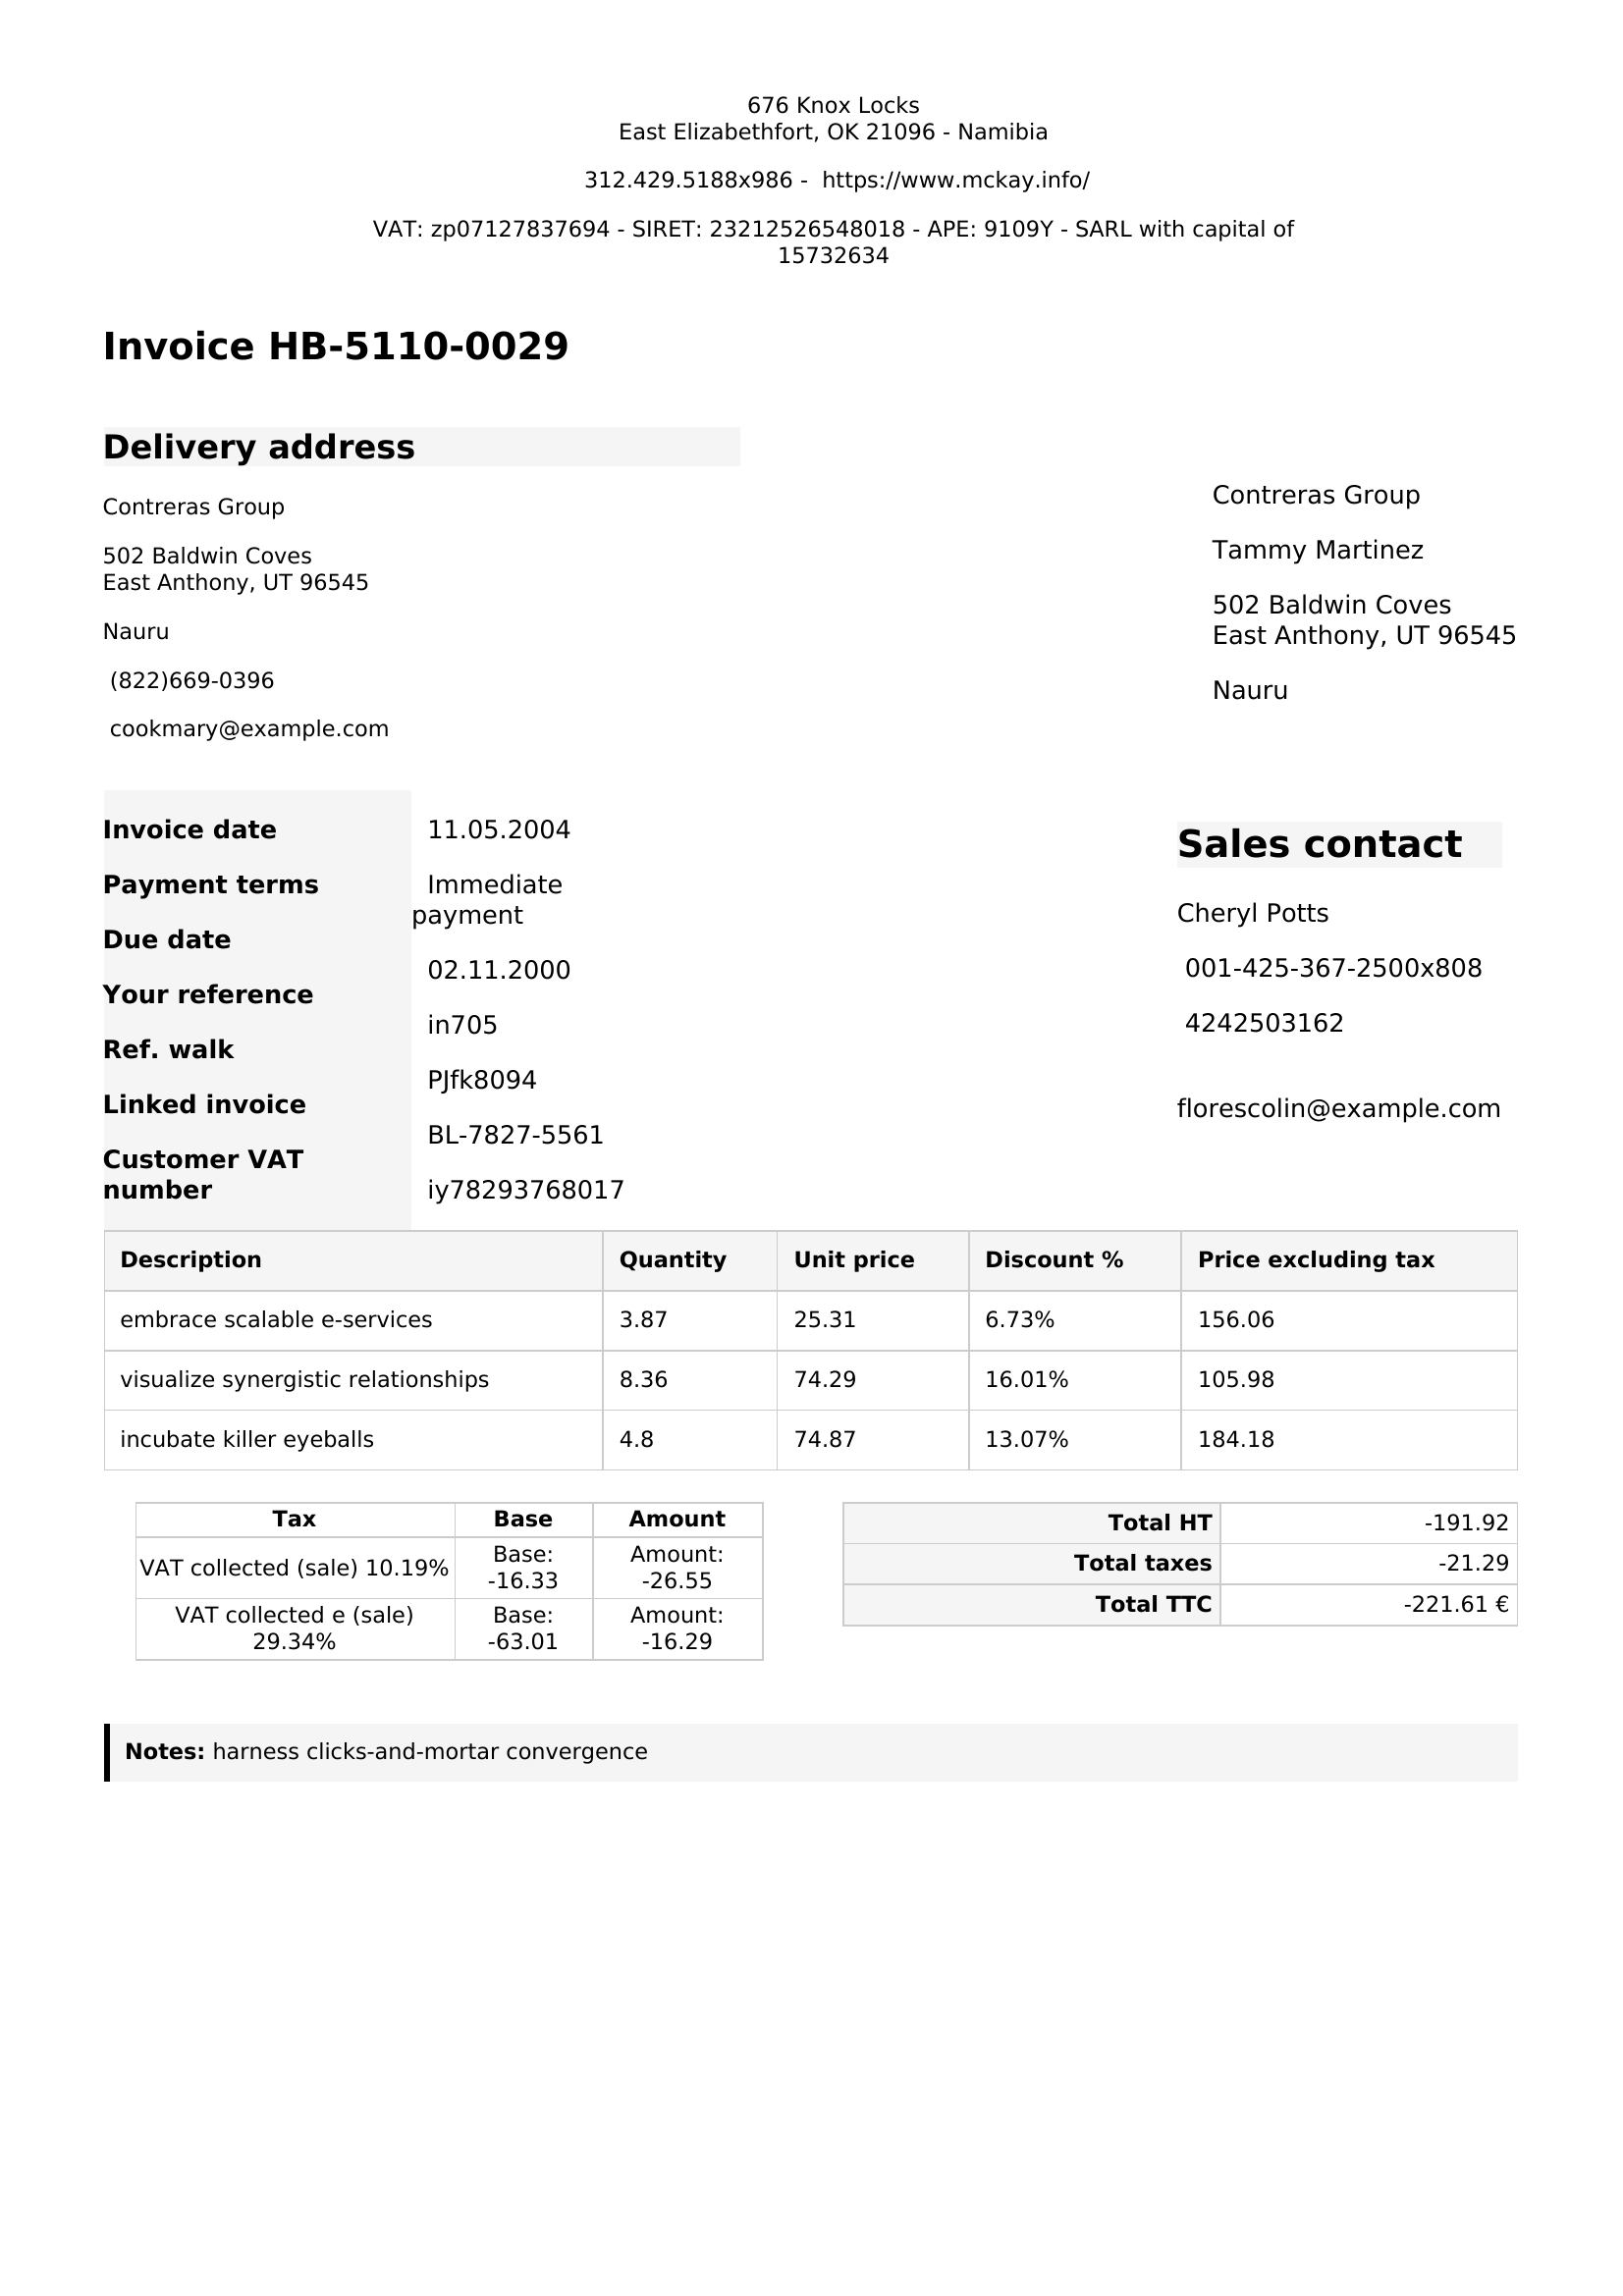 676 Knox Locks
East Elizabethfort, OK 21096 - Namibia
312.429.5188x986 - https://www.mckay.info/
VAT: zp07127837694 - SIRET: 23212526548018 - APE: 9109Y - SARL with capital of
15732634
Invoice HB-5110-0029
Delivery address
Contreras Group
502 Baldwin Coves
East Anthony, UT 96545
Nauru
(822)669-0396
cookmary@example.com
Contreras Group
Tammy Martinez
502 Baldwin Coves
East Anthony, UT 96545
Nauru
Invoice date
Payment terms
Due date
Your reference
Ref. walk
Linked invoice
Customer VAT
number
11.05.2004
Immediate
payment
02.11.2000
in705
PJfk8094
BL-7827-5561
iy78293768017
Sales contact
Cheryl Potts
001-425-367-2500x808
4242503162
florescolin@example.com
Description Quantity Unit price Discount % Price excluding tax
embrace scalable e-services 3.87 25.31 6.73% 156.06
visualize synergistic relationships 8.36 74.29 16.01% 105.98
incubate killer eyeballs 4.8 74.87 13.07% 184.18
Tax Base Amount
VAT collected (sale) 10.19% Base: -16.33 Amount: -26.55
VAT collected e (sale) 29.34% Base: -63.01 Amount: -16.29
Total HT -191.92
Total taxes -21.29
Total TTC -221.61 €
Notes: harness clicks-and-mortar convergence